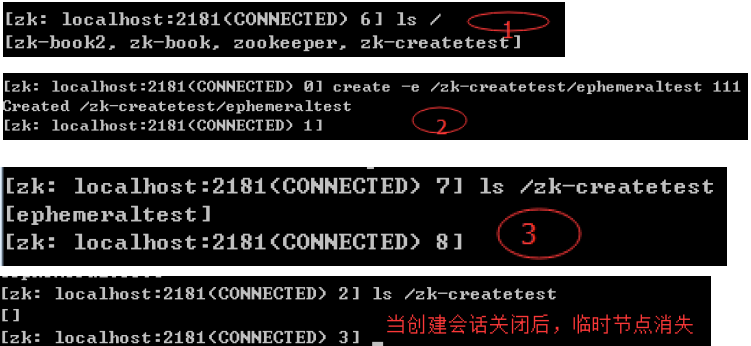 [zk: localhost:2181(CONNECTED) 6] ls /
1
[zk-book2, zk-book, zookeeper, zk-createtest]
[zk: localhost:2181(CONNECTED) 0] create -e /zk-createtest/ephemeraltest 111
Created /zk-createtest/ephemeraltest
[zk: localhost:2181(CONNECTED) 1]
2
[zk: localhost:2181(CONNECTED) 7] ls /zk-createtest
[ephemeraltest]
[zk: localhost:2181(CONNECTED) 8]
3
[zk: localhost:2181(CONNECTED) 2] ls /zk-createtest
[]
[zk: localhost:2181(CONNECTED) 3]
当创建会话关闭后，临时节点消失